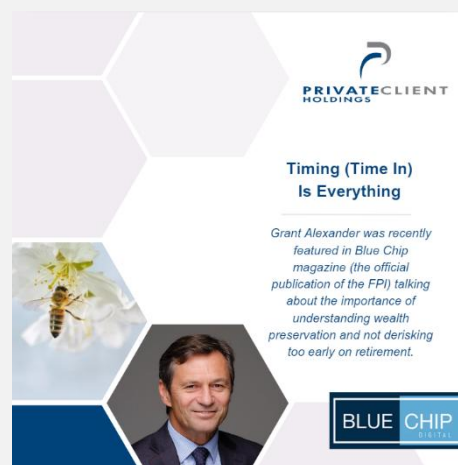 PRIVATECLIENT
HOLDINGS
Timing (Time In)
Is Everything
Grant Alexander was recently
featured in Blue Chip
magazine (the official
publication of the FPI) talking
about the importance of
understanding wealth
preservation and not derisking
too early on retirement.
BLUE CHIP
DIGITAL